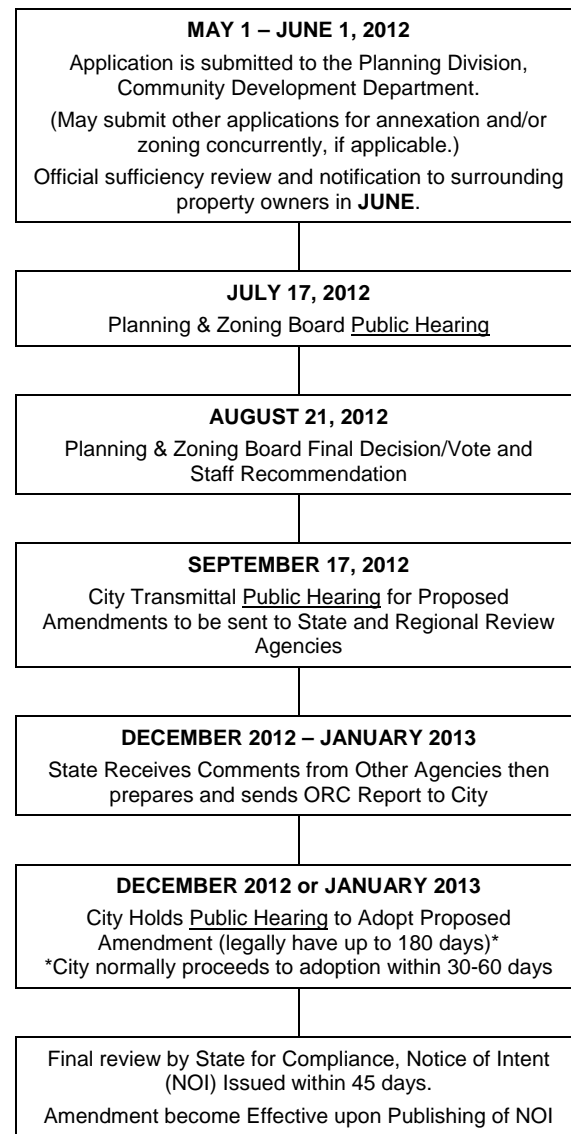 MAY 1 – JUNE 1, 2012
Application is submitted to the Planning Division,
Community Development Department.
(May submit other applications for annexation and/or
zoning concurrently, if applicable.)
Official sufficiency review and notification to surrounding
property owners in JUNE.
JULY 17, 2012
Planning & Zoning Board Public Hearing
AUGUST 21, 2012
Planning & Zoning Board Final Decision/Vote and
Staff Recommendation
SEPTEMBER 17, 2012
City Transmittal Public Hearing for Proposed
Amendments to be sent to State and Regional Review
Agencies
DECEMBER 2012 – JANUARY 2013
State Receives Comments from Other Agencies then
prepares and sends ORC Report to City
DECEMBER 2012 or JANUARY 2013
City Holds Public Hearing to Adopt Proposed
Amendment (legally have up to 180 days)*
*City normally proceeds to adoption within 30-60 days
Final review by State for Compliance, Notice of Intent
(NOI) Issued within 45 days.
Amendment become Effective upon Publishing of NOI